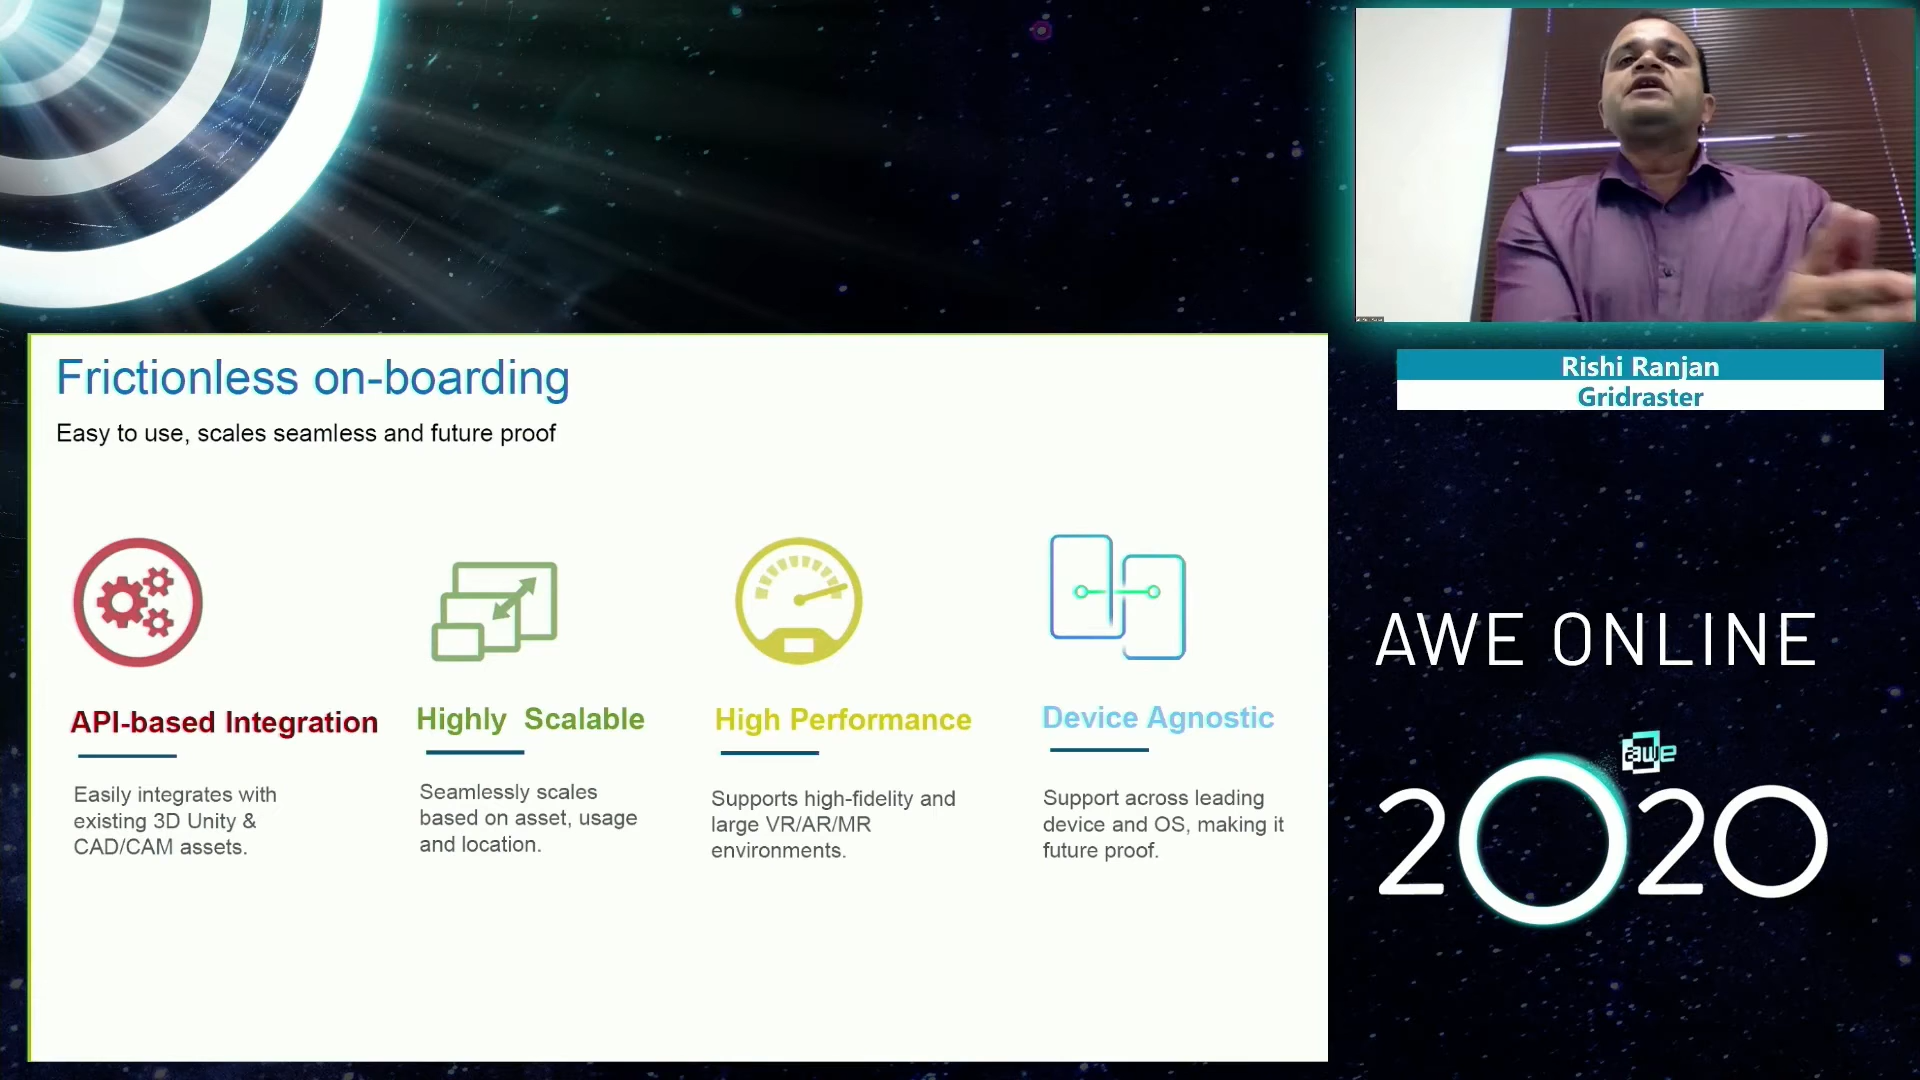 Rishi Ranjan
Gridraster
Frictionless on-boarding
Easy to use, scales seamless and future proof
API-based Integration
Easily integrates with
existing 3D Unity &
CAD/CAM assets.
Highly Scalable
Seamlessly scales
based on asset, usage
and location.
High Performance
Supports high-fidelity and
large VR/AR/MR
environments.
Device Agnostic
Support across leading
device and OS, making it
future proof.
AWE ONLINE
awe
2020